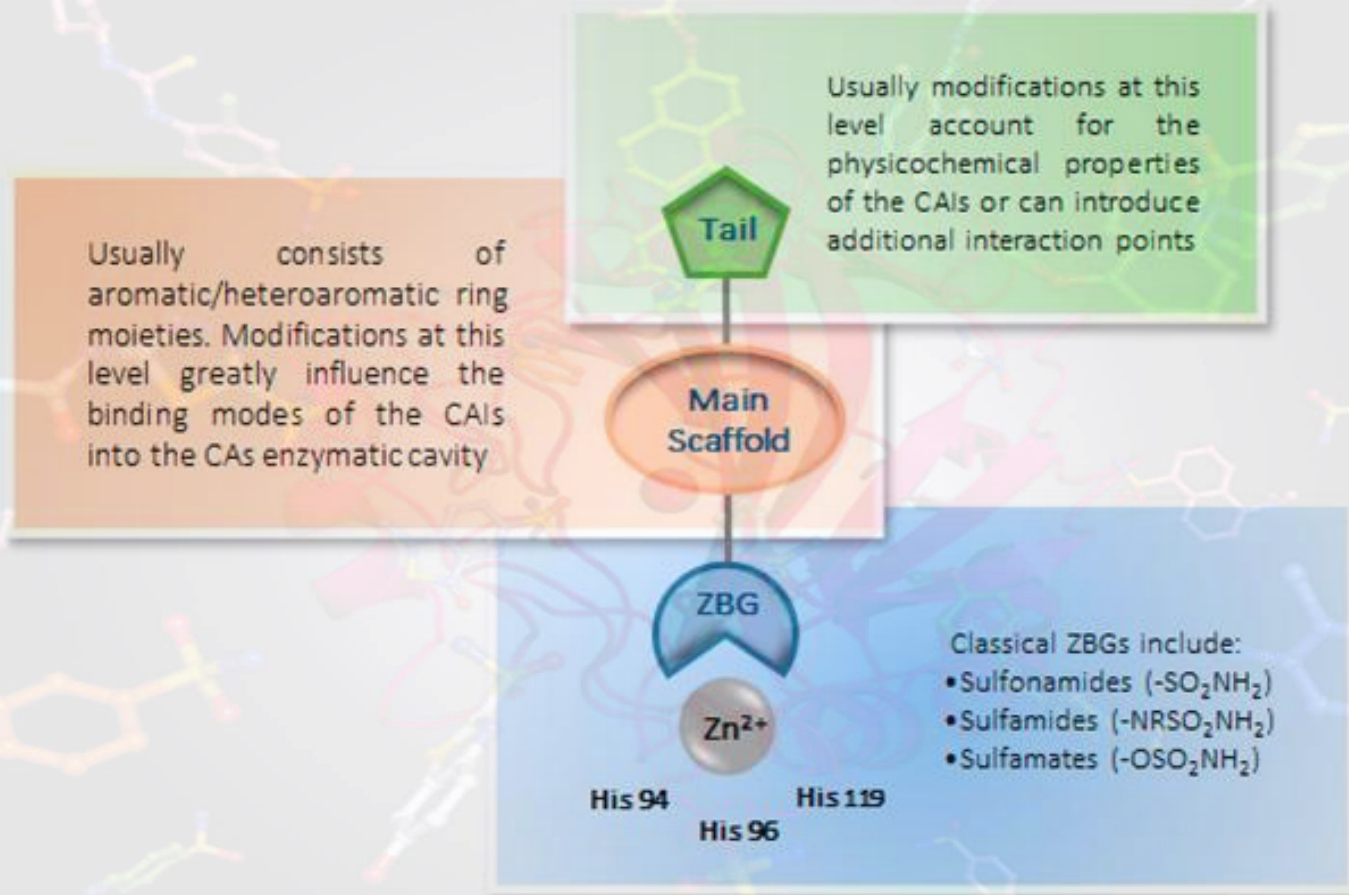 Usually modifications at this
level account for the
physicochemical properties
of the CAIs or can introduce
additional interaction points
Tail
Usually consists of
aromatic/heteroaromatic ring
moieties. Modifications at this
level greatly influence the
binding modes of the CAIs
into the CAs enzymatic cavity
Main
Scaffold
ZBG
Zn²⁺
His 94
His 96
His 119
Classical ZBGs include:
•Sulfonamides (-SO₂NH₂)
•Sulfamides (-NRSO₂NH₂)
•Sulfamates (-OSO₂NH₂)